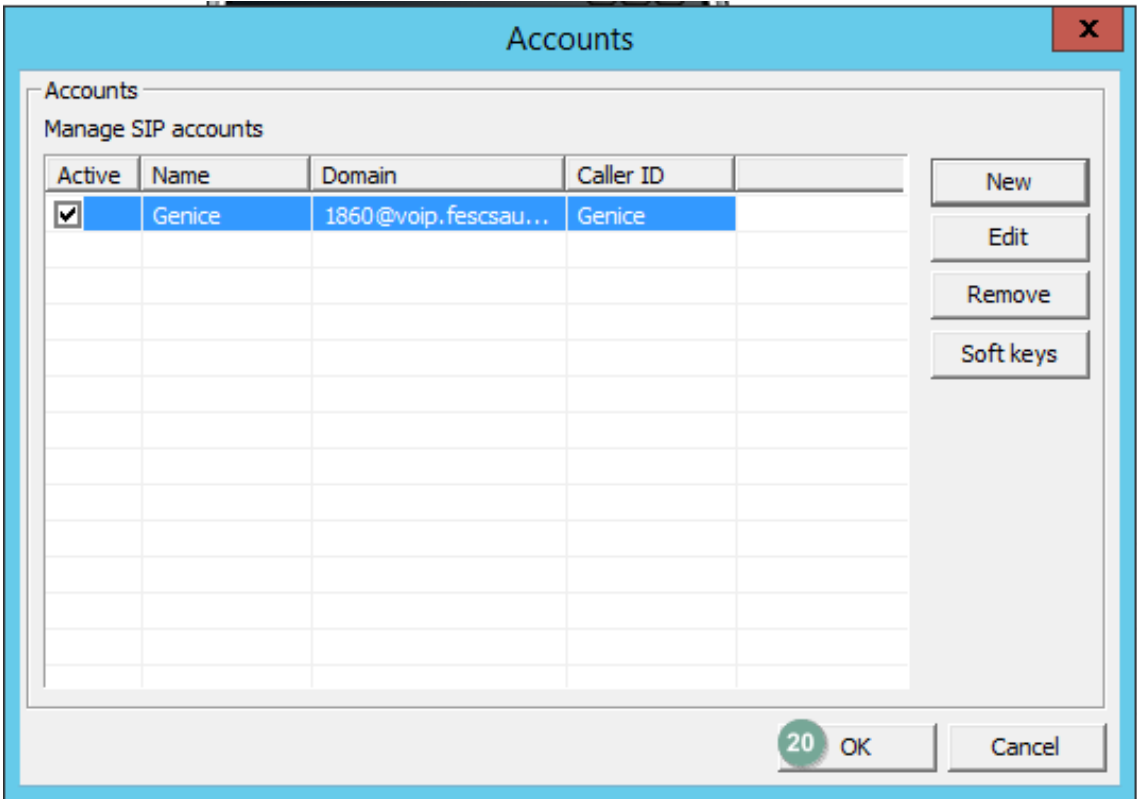 Accounts
x
Accounts
Manage SIP accounts
Active Name Domain Caller ID
Genice 1860@voip.fescsau... Genice
New
Edit
Remove
Soft keys
20 OK Cancel